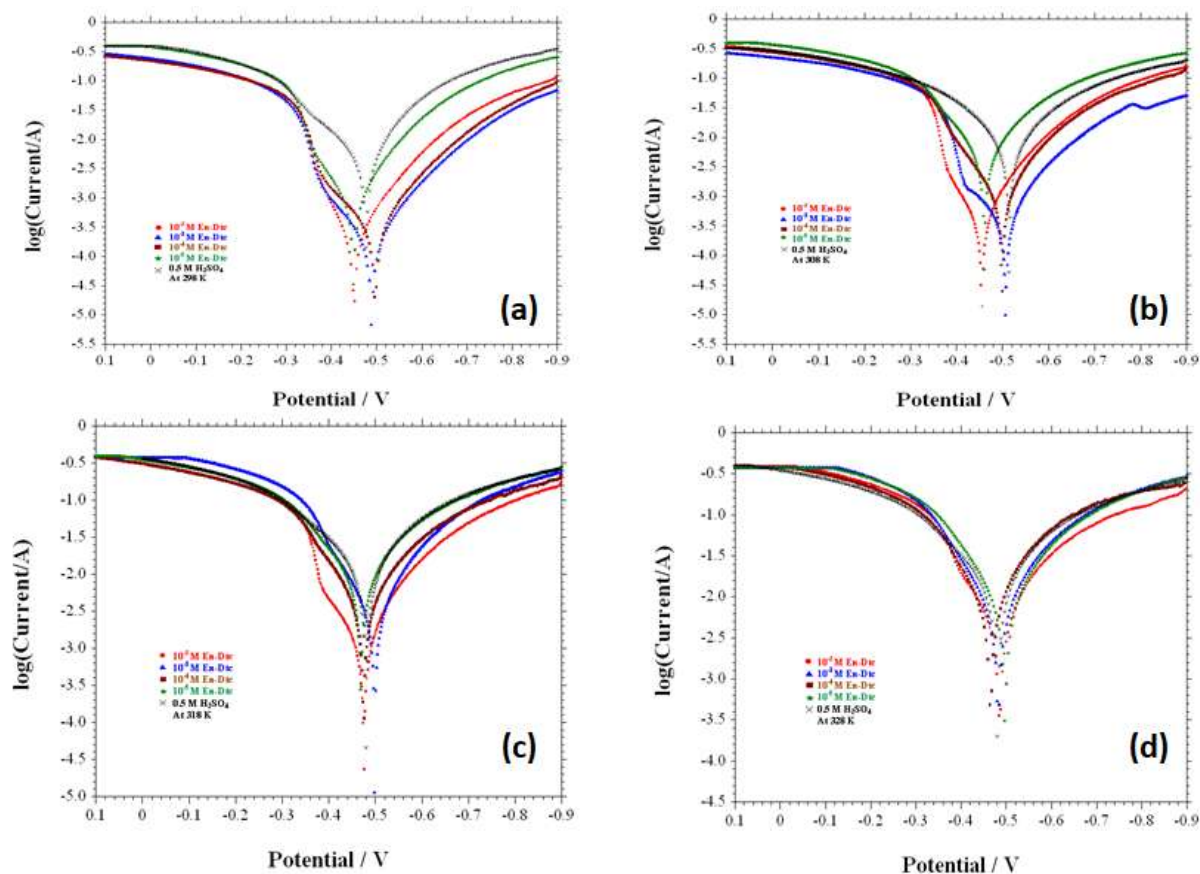 0
-0.5
-1.0
-1.5
-2.0
-2.5
-3.0
-3.5
-4.0
-4.5
-5.0
-5.5
log(Current/A)
10⁻² M En-Dtc
10⁻³ M En-Dtc
10⁻⁴ M En-Dtc
10⁻⁵ M En-Dtc
0.5 M H₂SO₄
At 298 K
(a)
0.1 0 -0.1 -0.2 -0.3 -0.4 -0.5 -0.6 -0.7 -0.8 -0.9
Potential / V
0
-0.5
-1.0
-1.5
-2.0
-2.5
-3.0
-3.5
-4.0
-4.5
-5.0
-5.5
log(Current/A)
10⁻² M En-Dtc
10⁻³ M En-Dtc
10⁻⁴ M En-Dtc
10⁻⁵ M En-Dtc
0.5 M H₂SO₄
At 308 K
(b)
0.1 0 -0.1 -0.2 -0.3 -0.4 -0.5 -0.6 -0.7 -0.8 -0.9
Potential / V
0
-0.5
-1.0
-1.5
-2.0
-2.5
-3.0
-3.5
-4.0
-4.5
-5.0
log(Current/A)
10⁻² M En-Dtc
10⁻³ M En-Dtc
10⁻⁴ M En-Dtc
10⁻⁵ M En-Dtc
0.5 M H₂SO₄
At 318 K
(c)
0.1 0 -0.1 -0.2 -0.3 -0.4 -0.5 -0.6 -0.7 -0.8 -0.9
Potential / V
0
-0.5
-1.0
-1.5
-2.0
-2.5
-3.0
-3.5
-4.0
-4.5
log(Current/A)
10⁻² M En-Dtc
10⁻³ M En-Dtc
10⁻⁴ M En-Dtc
10⁻⁵ M En-Dtc
0.5 M H₂SO₄
At 328 K
(d)
0.1 0 -0.1 -0.2 -0.3 -0.4 -0.5 -0.6 -0.7 -0.8 -0.9
Potential / V